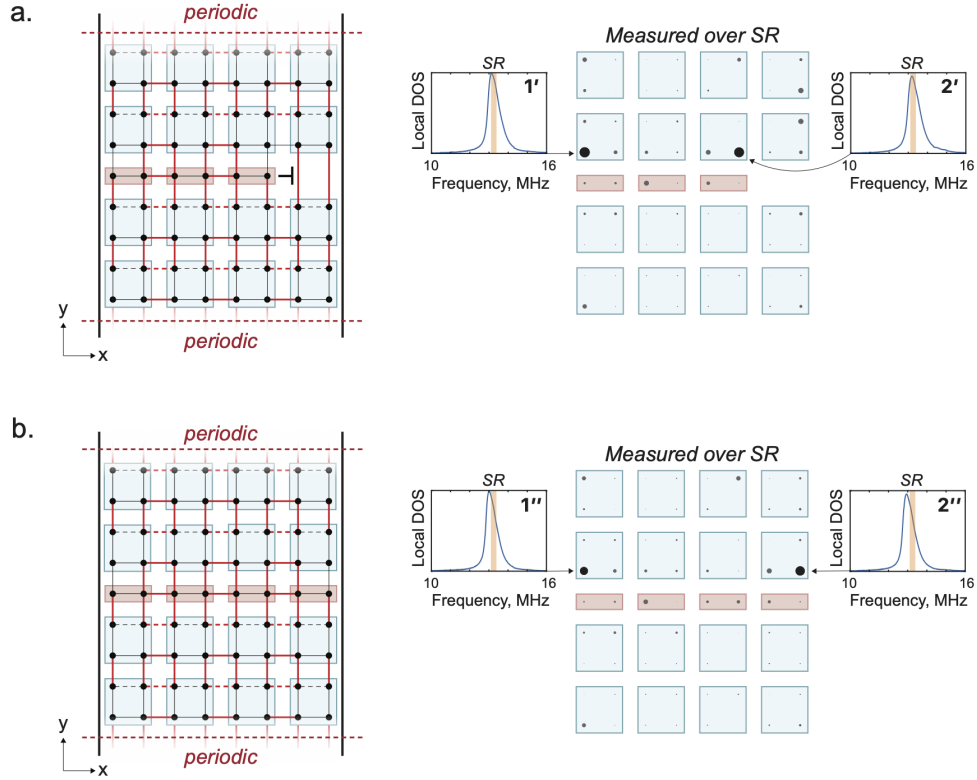 a.
periodic
periodic
y
x
Measured over SR
SR
1′
Local DOS
10
16
Frequency, MHz
SR
2′
Local DOS
10
16
Frequency, MHz
b.
periodic
periodic
y
x
Measured over SR
SR
1′′
Local DOS
10
16
Frequency, MHz
SR
2′′
Local DOS
10
16
Frequency, MHz